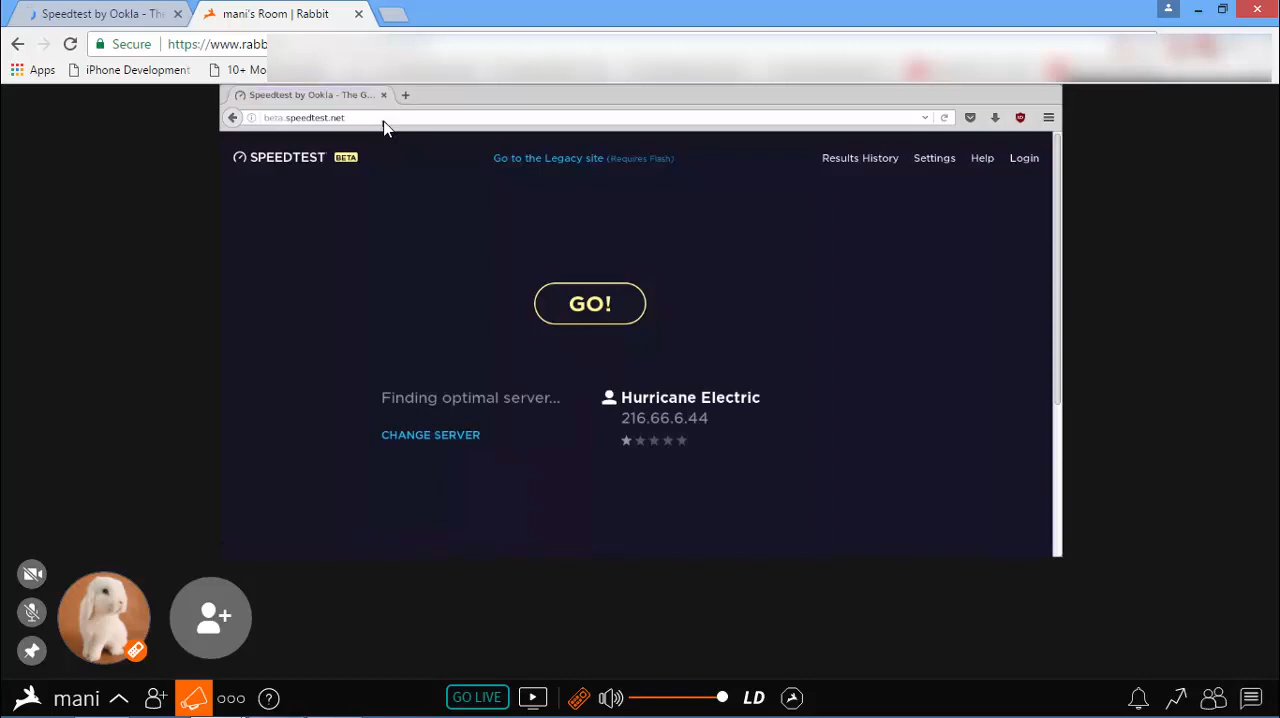 Speedtest by Ookla - The
mani's Room | Rabbit
Secure https://www.rabb
Apps iPhone Development 10+ Mo
Speedtest by Ookla - The G...
beta.speedtest.net
SPEEDTEST BETA Go to the Legacy site (Requires Flash) Results History Settings Help Login
GO!
Finding optimal server... Hurricane Electric
216.66.6.44
CHANGE SERVER
mani GO LIVE LD